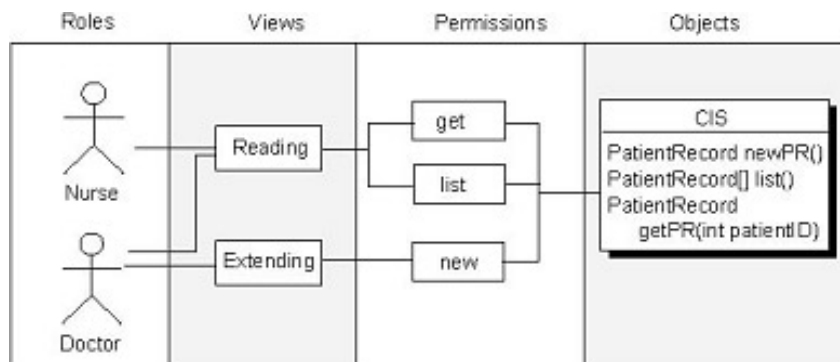 Roles
Views
Permissions
Objects
Nurse
Doctor
Reading
Extending
get
list
new
CIS
PatientRecord newPR()
PatientRecord[] list()
PatientRecord
getPR(int patientID)